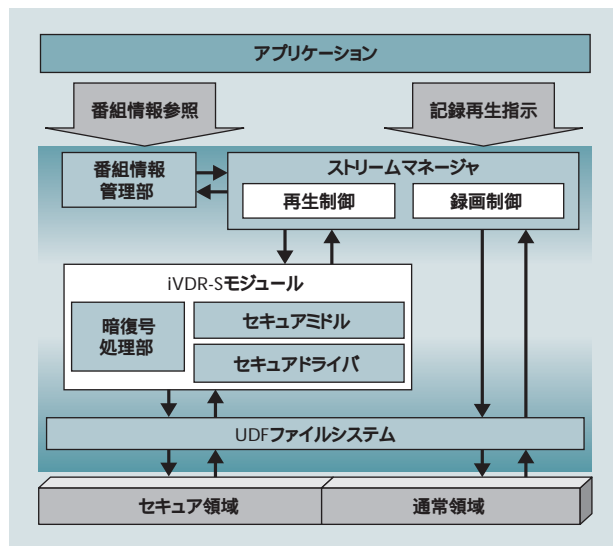 アプリケーション
番組情報参照
記録再生指示
番組情報
管理部
ストリームマネージャ
再生制御
録画制御
iVDR-Sモジュール
暗復号
処理部
セキュアミドル
セキュアドライバ
UDFファイルシステム
セキュア領域
通常領域